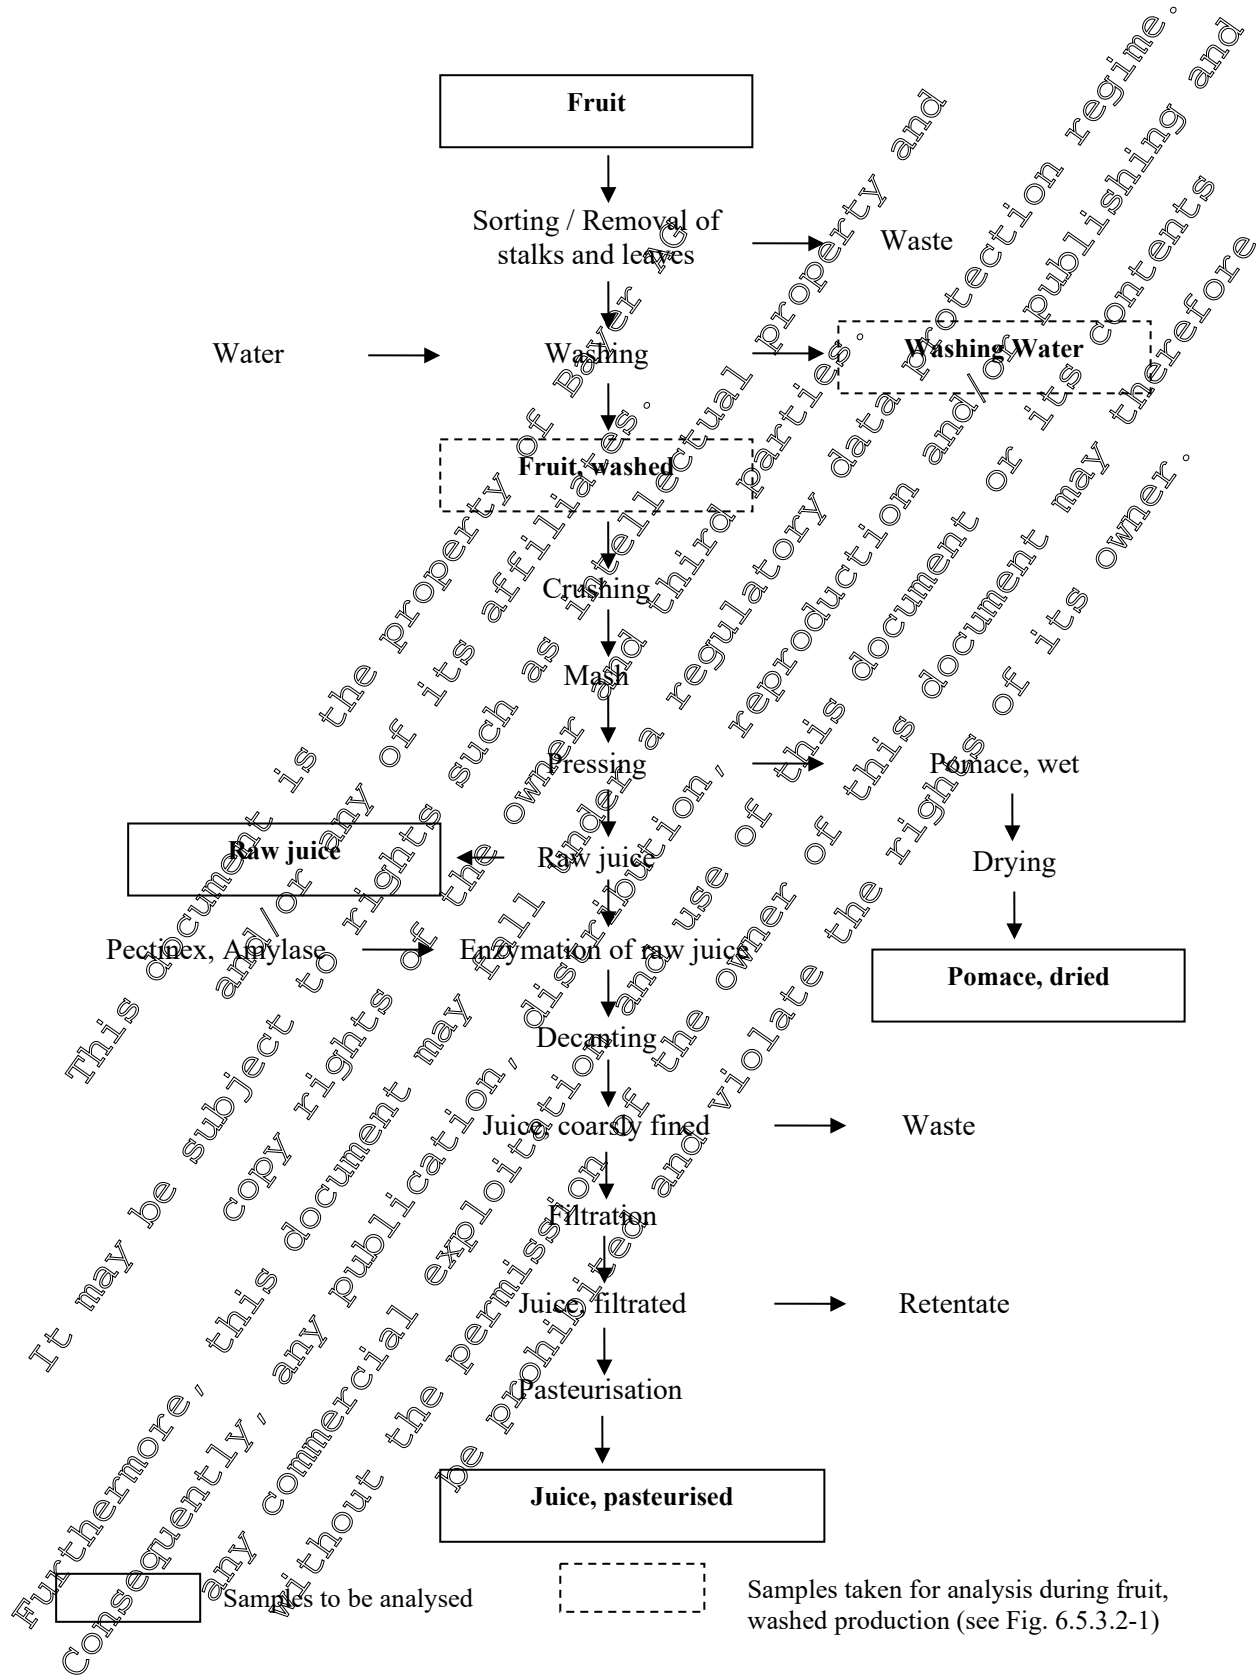 Fruit
Sorting / Removal of
stalks and leaves
Waste
Water
Washing
Washing Water
Fruit, washed
Crushing
Mash
Pressing
Pomace, wet
Raw juice
Raw juice
Drying
Pectinex, Amylase
Enzymation of raw juice
Pomace, dried
Decanting
Juice, coarsly fined
Waste
Filtration
Juice, filtrated
Retentate
Pasteurisation
Juice, pasteurised
Samples to be analysed
Samples taken for analysis during fruit,
washed production (see Fig. 6.5.3.2-1)
This document is the property of Bayer AG
and/or any of its affiliates.
It may be subject to rights such as intellectual property and
copy rights of the owner and third parties.
Furthermore, this document may fall under a regulatory data protection regime.
Consequently, any publication, distribution, reproduction and/or publishing and
any commercial exploitation and use of this document or its contents
without the permission of the owner of this document may therefore
be prohibited and violate the rights of its owner.